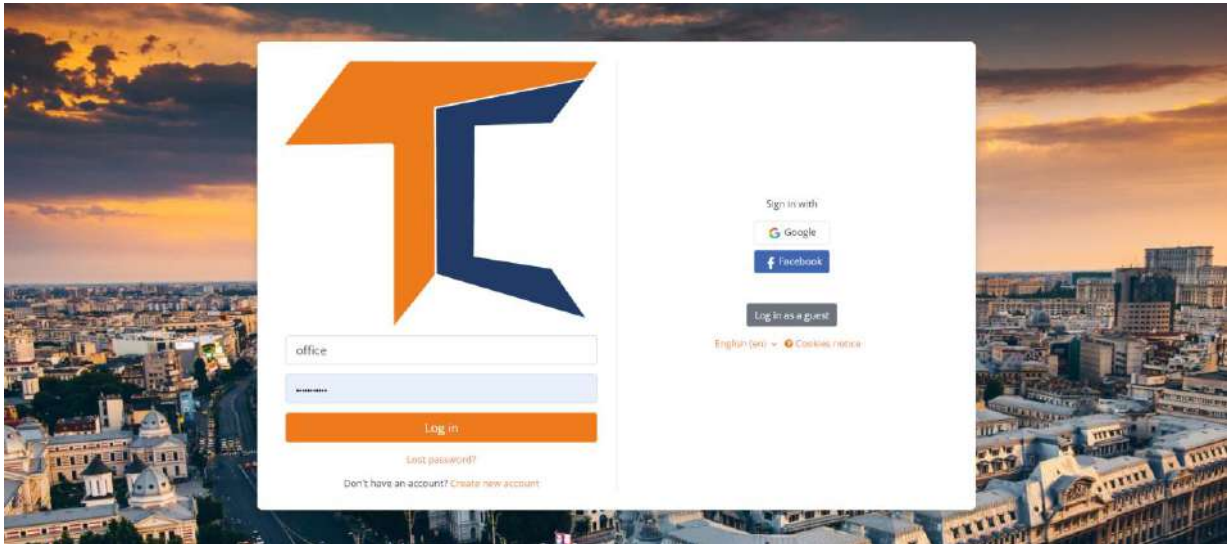 TC
office
Log in
Lost password?
Don't have an account? Create new account
Sign in with
Google
Facebook
Log in as a guest
English (en)
Cookies notice